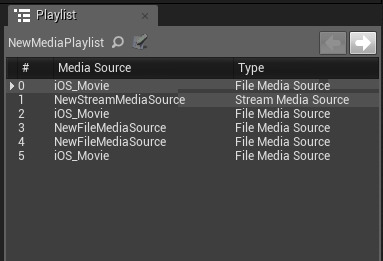 Playlist
NewMediaPlaylist
# Media Source Type
0 iOS_Movie File Media Source
1 NewStreamMediaSource Stream Media Source
2 iOS_Movie File Media Source
3 NewFileMediaSource File Media Source
4 NewFileMediaSource File Media Source
5 iOS_Movie File Media Source